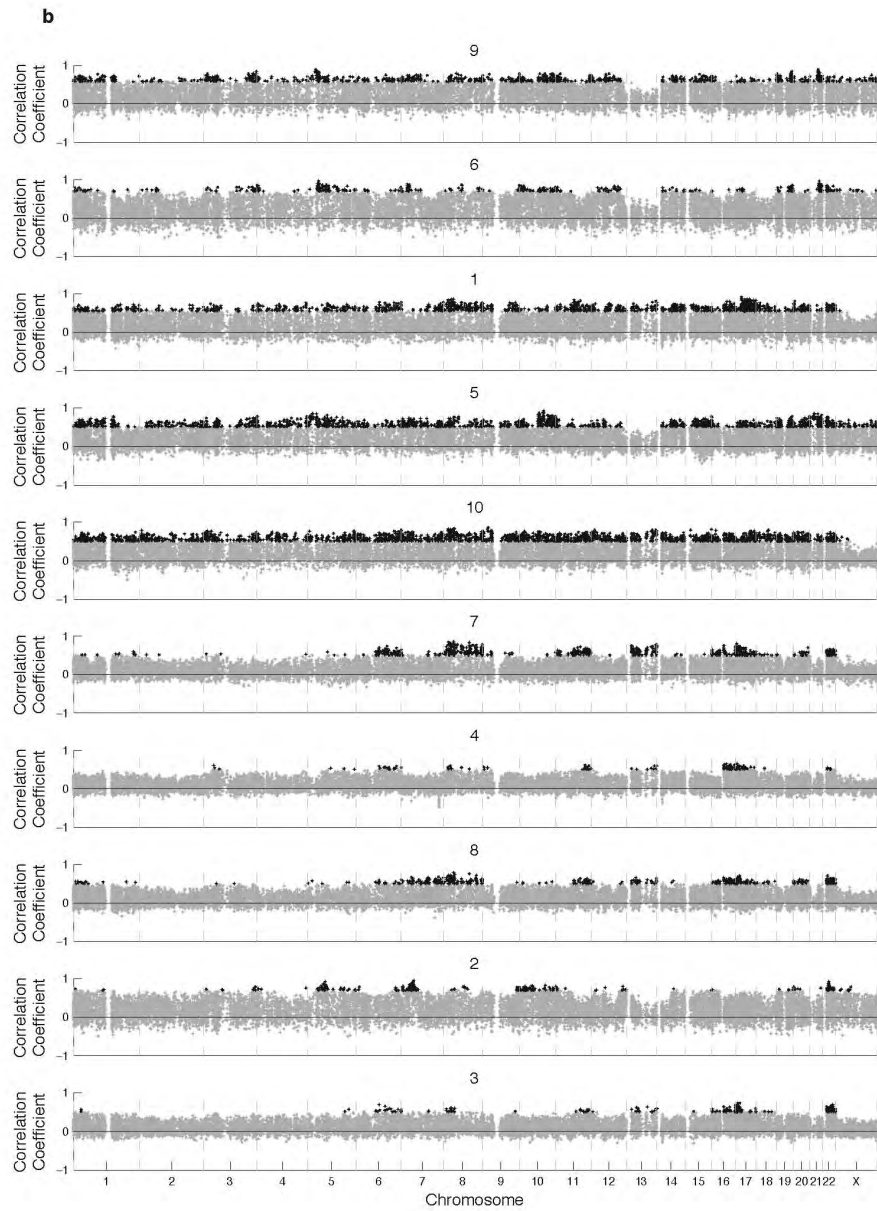 b
9
Correlation
Coefficient
1
0
−1
6
Correlation
Coefficient
1
0
−1
1
Correlation
Coefficient
1
0
−1
5
Correlation
Coefficient
1
0
−1
10
Correlation
Coefficient
1
0
−1
7
Correlation
Coefficient
1
0
−1
4
Correlation
Coefficient
1
0
−1
8
Correlation
Coefficient
1
0
−1
2
Correlation
Coefficient
1
0
−1
3
Correlation
Coefficient
1
0
−1
1 2 3 4 5 6 7 8 9 10 11 12 13 14 15 16 17 18 19 20 21 22 X
Chromosome